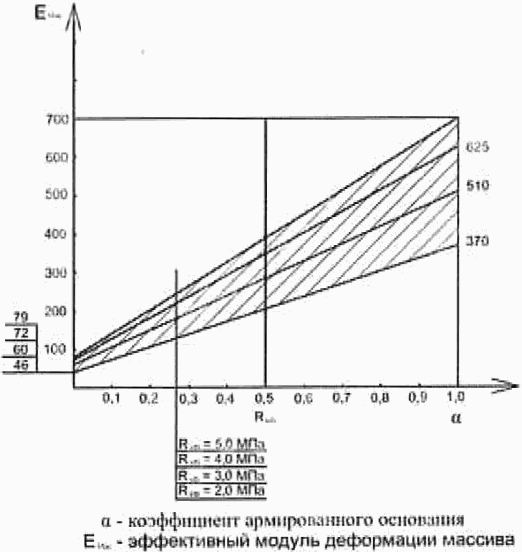 700
600
500
400
300
200
100
625
510
370
79
72
60
46
0,1 0,2 0,3 0,4 0,5 0,6 0,7 0,8 0,9 1,0
α
= 5,0 МПа
= 4,0 МПа
= 3,0 МПа
= 2,0 МПа
α - коэффициент армированного основания
- эффективный модуль деформации массива